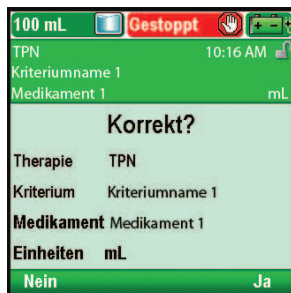 100 mL Gestoppt
TPN 10:16 AM
Kriteriumname 1
Medikament 1 mL
Korrekt?
Therapie TPN
Kriterium Kriteriumname 1
Medikament Medikament 1
Einheiten mL
Nein Ja